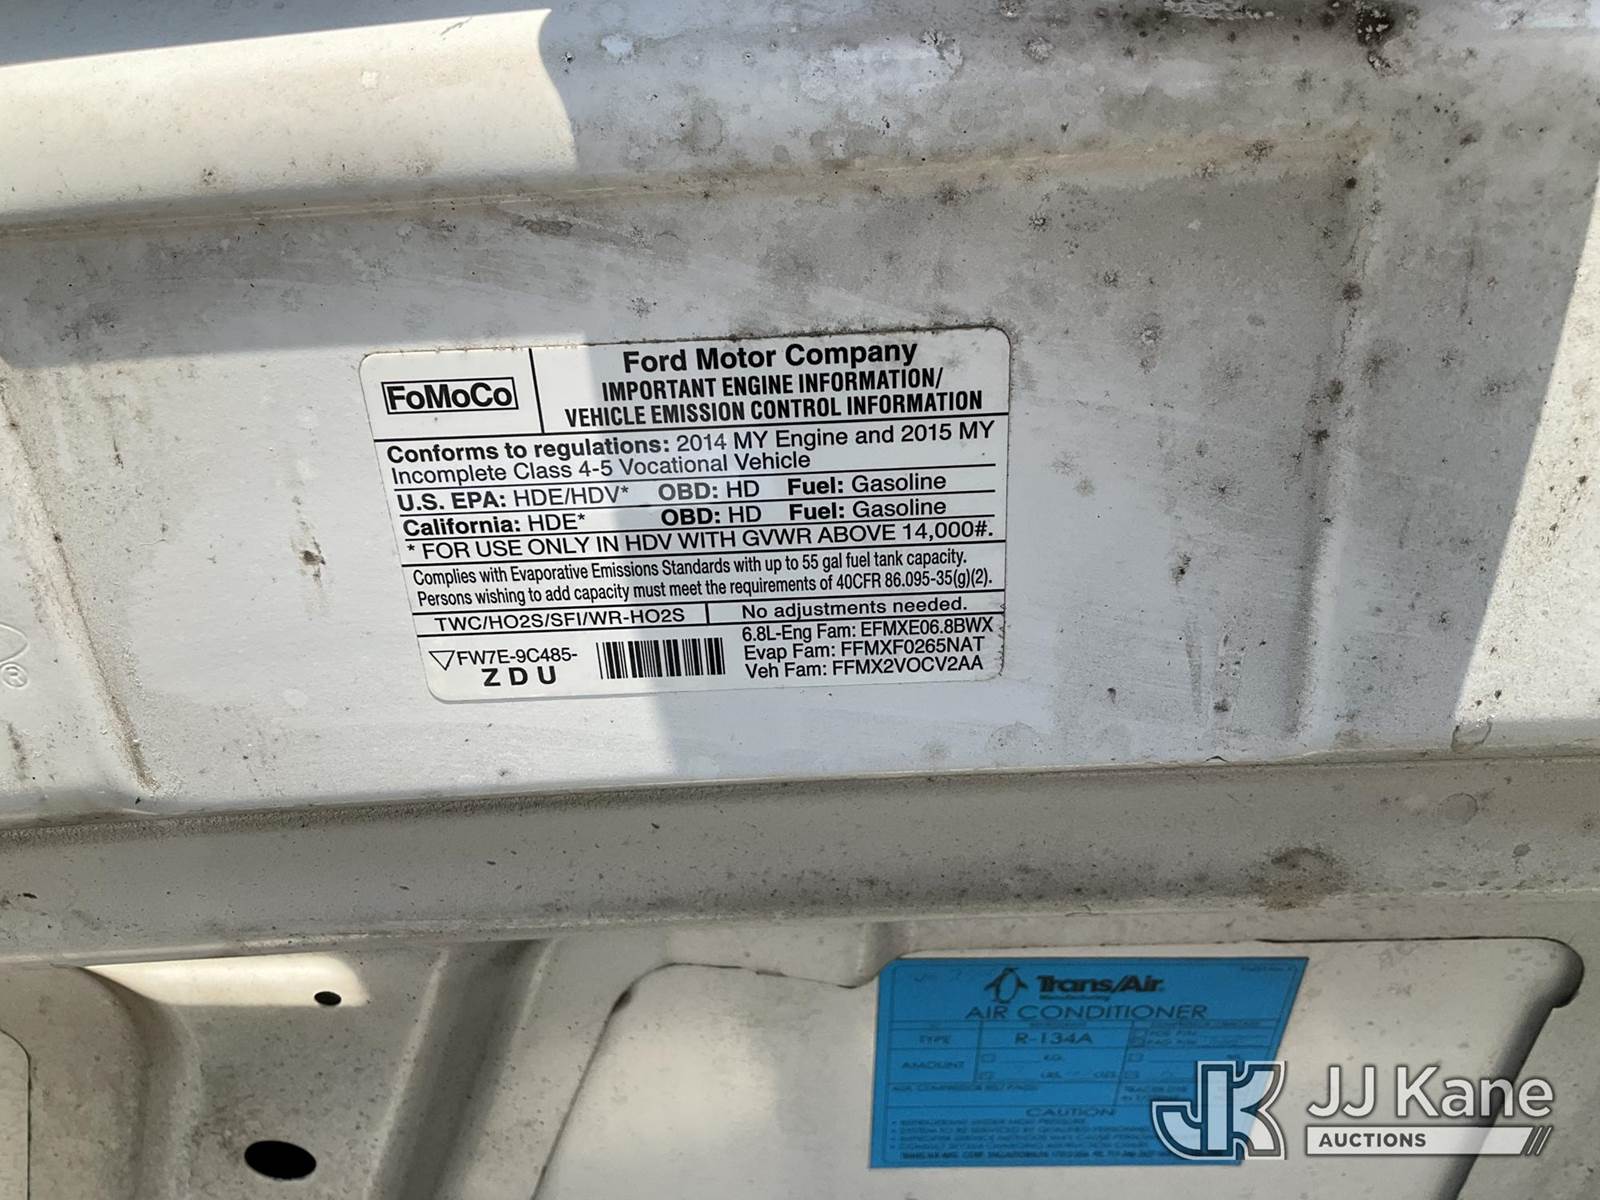 FoMoCo
Ford Motor Company
IMPORTANT ENGINE INFORMATION/
VEHICLE EMISSION CONTROL INFORMATION
Conforms to regulations: 2014 MY Engine and 2015 MY
Incomplete Class 4-5 Vocational Vehicle
U.S. EPA: HDE/HDV* OBD: HD Fuel: Gasoline
California: HDE* OBD: HD Fuel: Gasoline
* FOR USE ONLY IN HDV WITH GVWR ABOVE 14,000#.
Complies with Evaporative Emissions Standards with up to 55 gal fuel tank capacity.
Persons wishing to add capacity must meet the requirements of 40CFR 86.095-35(g)(2).
TWC/HO2S/SFI/WR-HO2S No adjustments needed.
FW7E-9C485-
ZDU
6.8L-Eng Fam: EFMXE06.8BWX
Evap Fam: FFMXF0265NAT
Veh Fam: FFMX2VOCV2AA
®
Trans/Air
Manufacturing
AIR CONDITIONER
TYPE R-134A
AMOUNT KG.
LBS. OZS.
CAUTION
JK JJ Kane
AUCTIONS